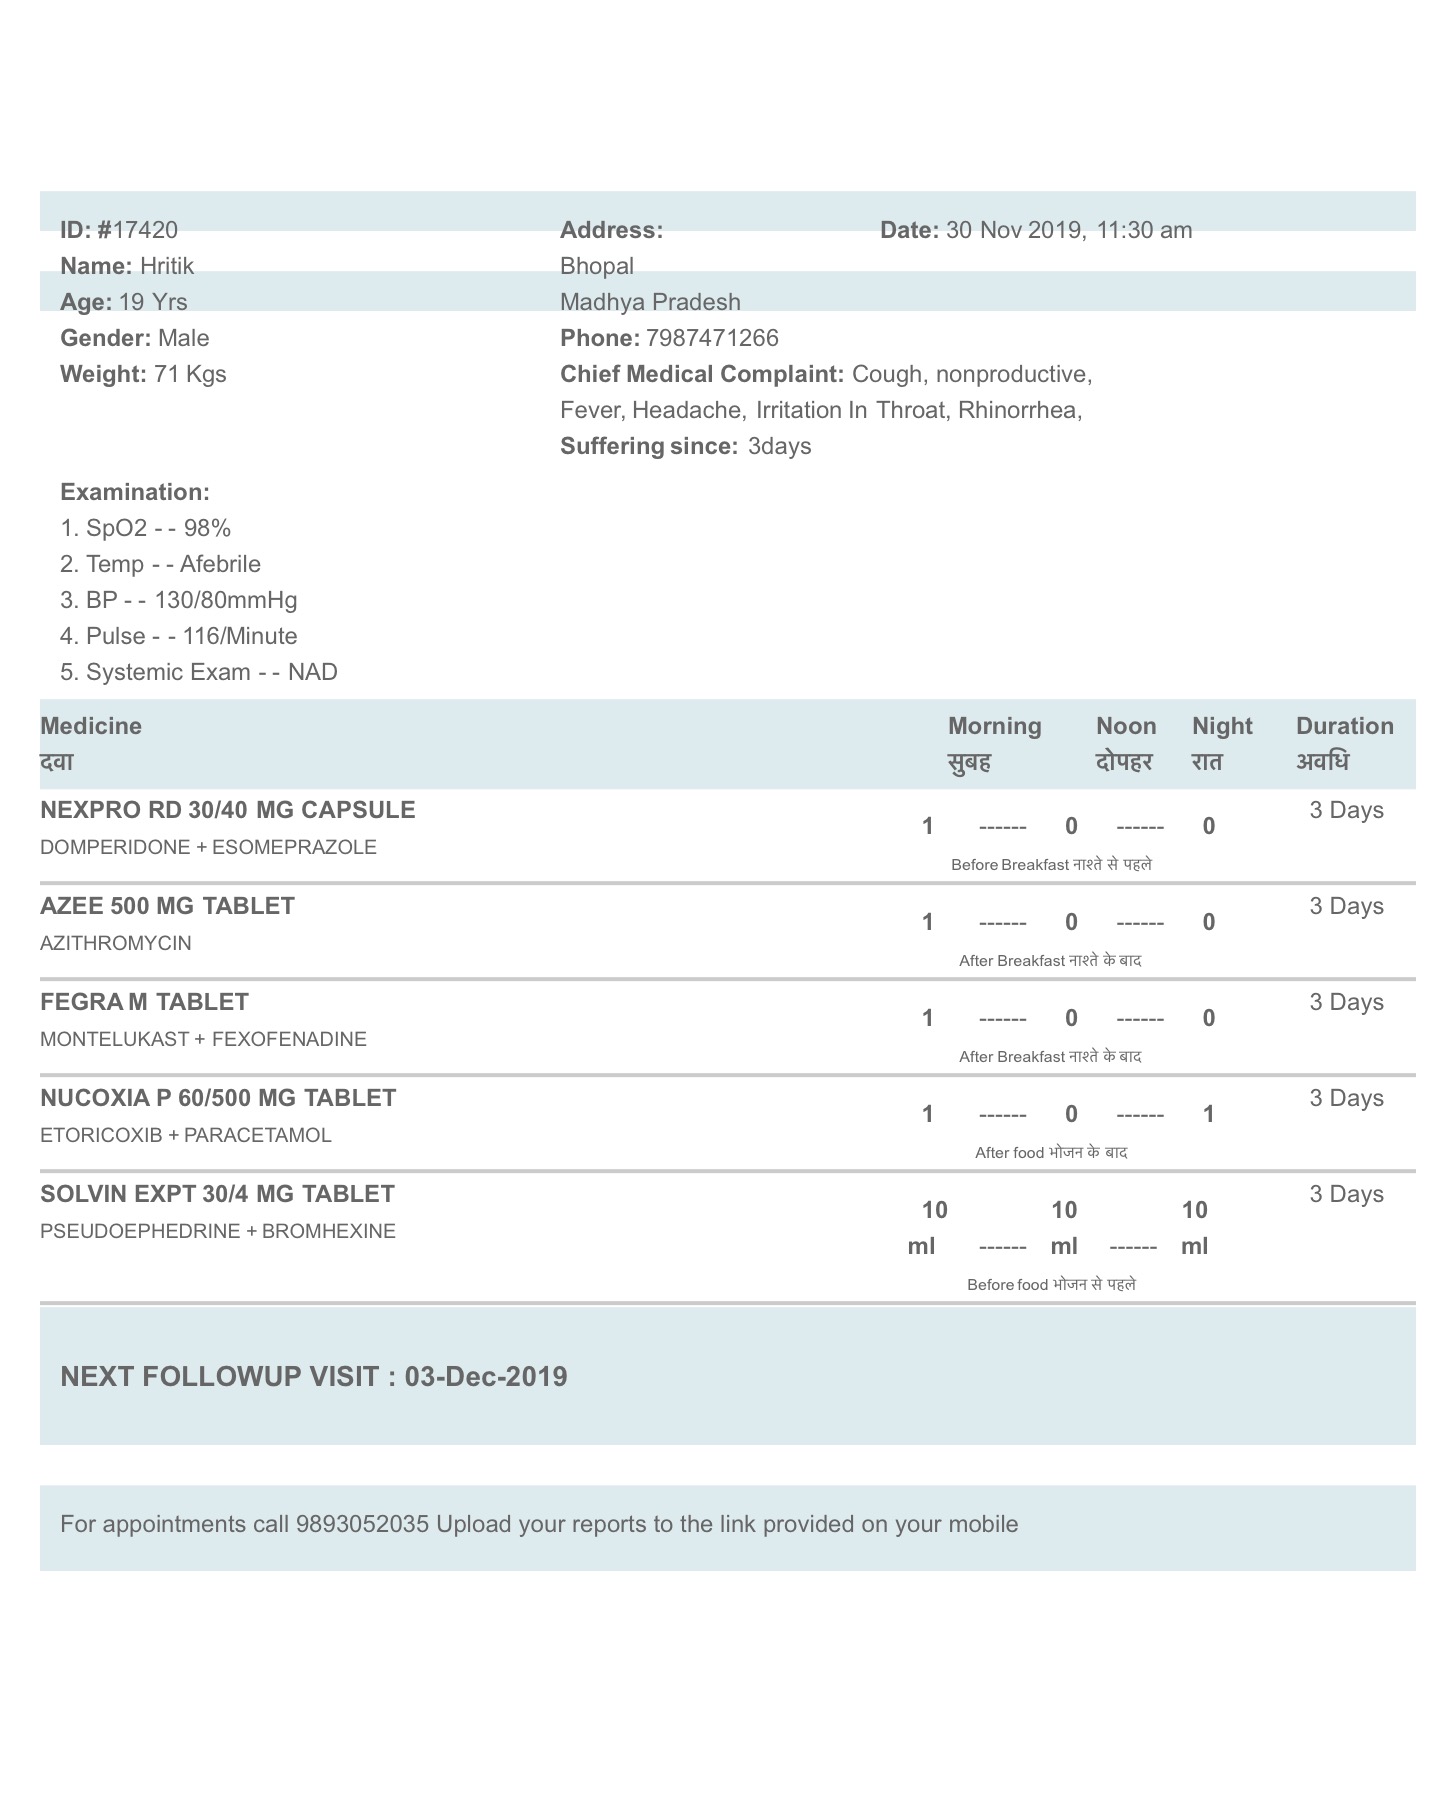 ID: #17420 Address: Date: 30 Nov 2019, 11:30 am
Name: Hritik Bhopal
Age: 19 Yrs Madhya Pradesh
Gender: Male Phone: 7987471266
Weight: 71 Kgs Chief Medical Complaint: Cough, nonproductive,
Fever, Headache, Irritation In Throat, Rhinorrhea,
Suffering since: 3days
Examination:
1. SpO2 - - 98%
2. Temp - - Afebrile
3. BP - - 130/80mmHg
4. Pulse - - 116/Minute
5. Systemic Exam - - NAD
Medicine Morning Noon Night Duration
दवा सुबह दोपहर रात अवधि
NEXPRO RD 30/40 MG CAPSULE 3 Days
1 ------ 0 ------ 0
DOMPERIDONE + ESOMEPRAZOLE
Before Breakfast नाश्ते से पहले
AZEE 500 MG TABLET 3 Days
1 ------ 0 ------ 0
AZITHROMYCIN
After Breakfast नाश्ते के बाद
FEGRA M TABLET 3 Days
1 ------ 0 ------ 0
MONTELUKAST + FEXOFENADINE
After Breakfast नाश्ते के बाद
NUCOXIA P 60/500 MG TABLET 3 Days
1 ------ 0 ------ 1
ETORICOXIB + PARACETAMOL
After food भोजन के बाद
SOLVIN EXPT 30/4 MG TABLET 3 Days
10 10 10
PSEUDOEPHEDRINE + BROMHEXINE
ml ------ ml ------ ml
Before food भोजन से पहले
NEXT FOLLOWUP VISIT : 03-Dec-2019
For appointments call 9893052035 Upload your reports to the link provided on your mobile